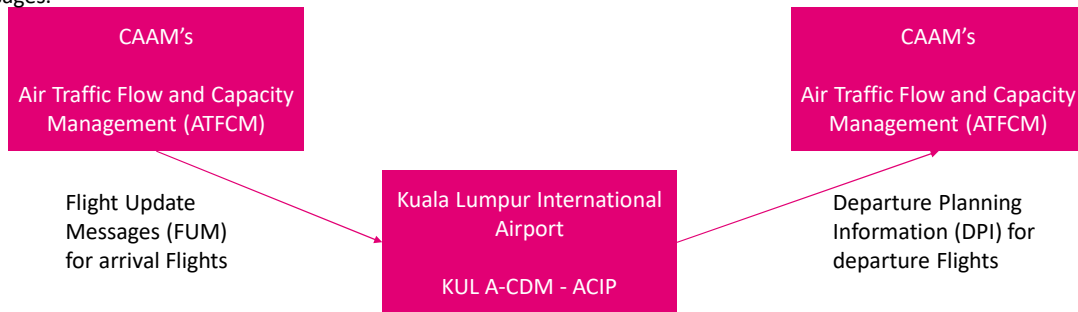 CAAM's
Air Traffic Flow and Capacity
Management (ATFCM)
CAAM's
Air Traffic Flow and Capacity
Management (ATFCM)
Flight Update
Messages (FUM)
for arrival Flights
Kuala Lumpur International
Airport
KUL A-CDM - ACIP
Departure Planning
Information (DPI) for
departure Flights